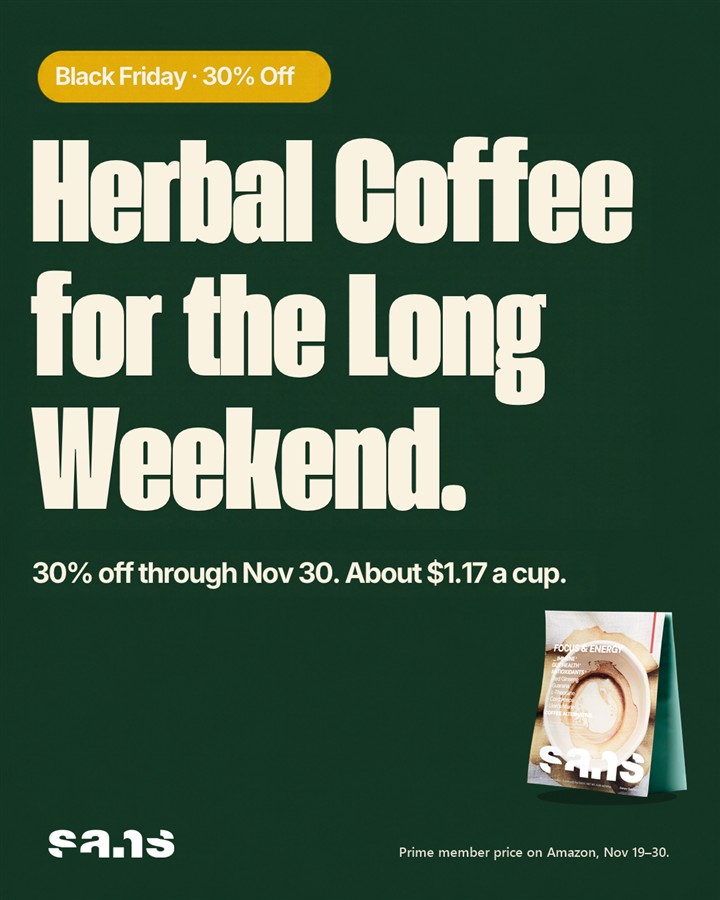 Black Friday · 30% Off
Herbal Coffee
for the Long
Weekend.
30% off through Nov 30. About $1.17 a cup.
FOCUS & ENERGY
sans
sans
Prime member price on Amazon, Nov 19–30.